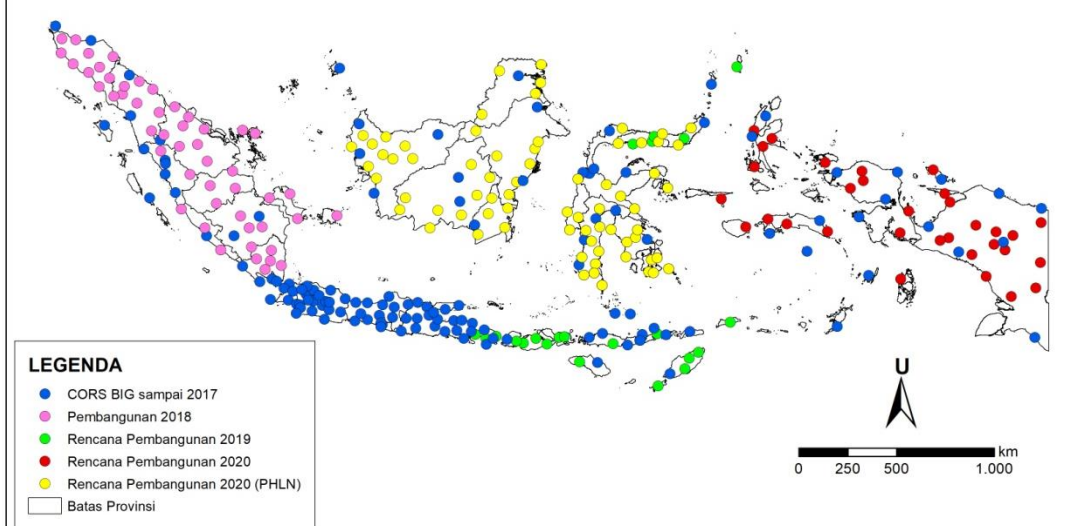 U
km
0 250 500 1.000
LEGENDA
CORS BIG sampai 2017
Pembangunan 2018
Rencana Pembangunan 2019
Rencana Pembangunan 2020
Rencana Pembangunan 2020 (PHLN)
Batas Provinsi